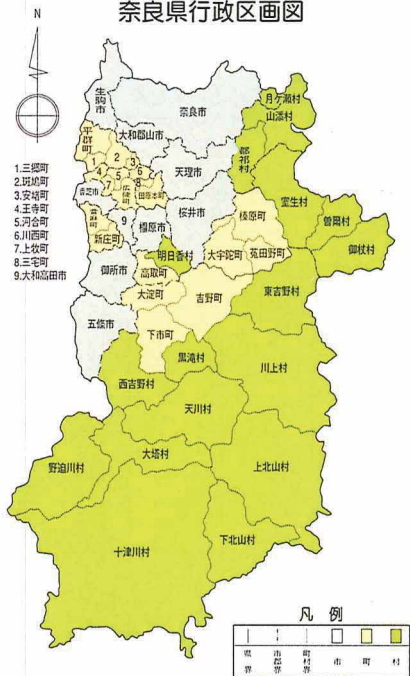 奈良県行政区画図
N
1.三郷町
2.斑鳩町
3.安堵町
4.王寺町
5.河合町
6.川西町
7.上牧町
8.三宅町
9.大和高田市
生駒市
奈良市
月ヶ瀬村
山添村
平群町
大和郡山市
都祁村
1
2
3
4
5
6
7
8
天理市
広陵町
田原本町
香芝市
室生村
曽爾村
御杖村
當麻町
9
橿原市
桜井市
榛原町
新庄町
明日香村
大宇陀町
菟田野町
御所市
高取町
東吉野村
大淀町
吉野町
五條市
下市町
黒滝村
川上村
西吉野村
天川村
野迫川村
大塔村
上北山村
十津川村
下北山村
凡例
県界
市郡界
町村界
市
町
村